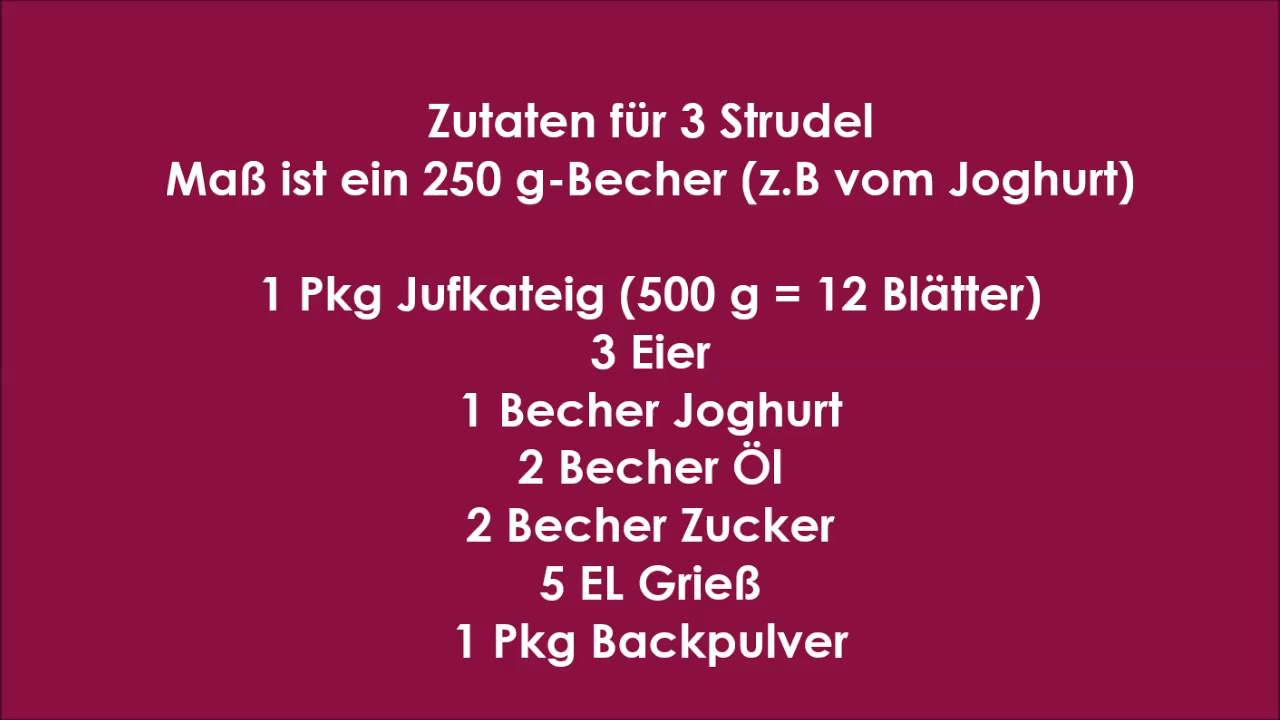 Zutaten für 3 Strudel
Maß ist ein 250 g-Becher (z.B vom Joghurt)
1 Pkg Jufkateig (500 g = 12 Blätter)
3 Eier
1 Becher Joghurt
2 Becher Öl
2 Becher Zucker
5 EL Grieß
1 Pkg Backpulver